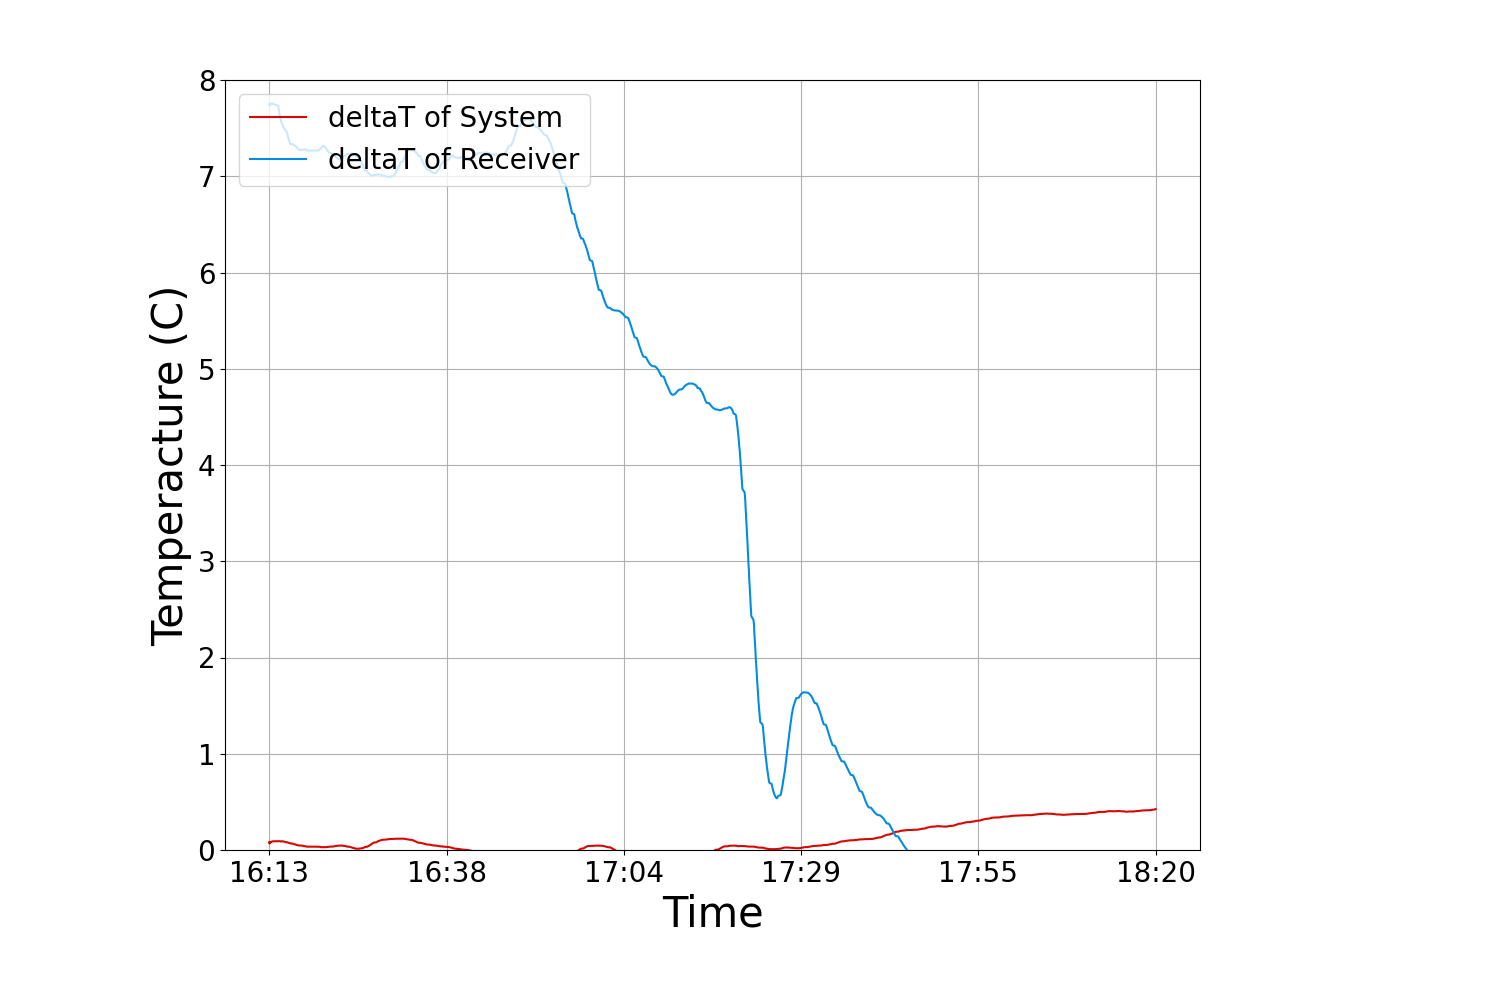 8
deltaT of System
deltaT of Receiver
7
6
5
4
3
2
1
0
Temperacture (C)
16:13 16:38 17:04 17:29 17:55 18:20
Time